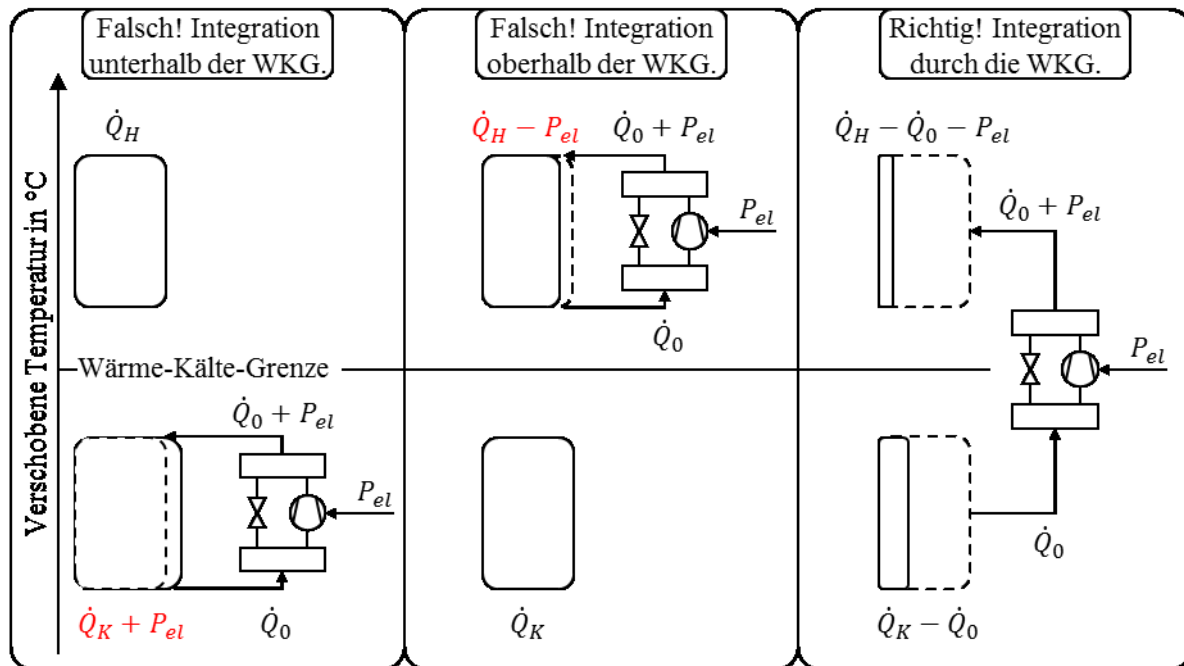 Falsch! Integration
unterhalb der WKG.
Falsch! Integration
oberhalb der WKG.
Richtig! Integration
durch die WKG.
Verschobene Temperatur in °C
Q̇_H
Q̇_H − P_el
Q̇_0 + P_el
P_el
Q̇_0
Q̇_H − Q̇_0 − P_el
Q̇_0 + P_el
P_el
Wärme-Kälte-Grenze
Q̇_0 + P_el
P_el
Q̇_K + P_el
Q̇_0
Q̇_K
Q̇_0
Q̇_K − Q̇_0